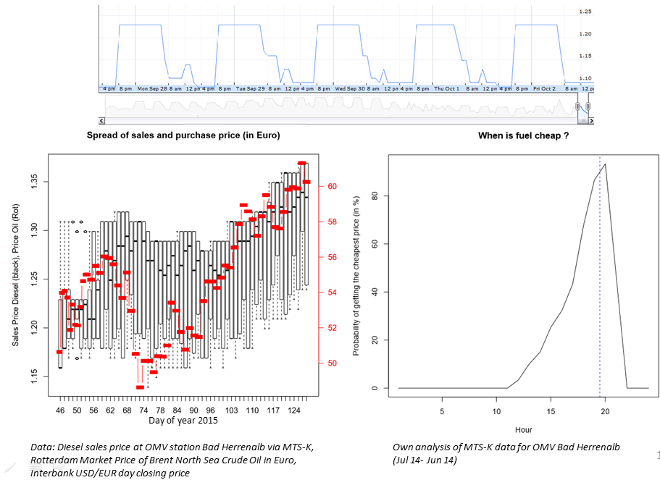 1.25
1.20
1.15
1.10
4 pm 8 pm Mon Sep 28 8 am 12 pm 4 pm 8 pm Tue Sep 29 8 am 12 pm 4 pm 8 pm Wed Sep 30 8 am 12 pm 4 pm 8 pm Thu Oct 1 8 am 12 pm 4 pm 8 pm Fri Oct 2 8 am 12 pm
Spread of sales and purchase price (in Euro)
When is fuel cheap ?
Sales Price Diesel (black), Price Oil (Rot)
1.35
1.30
1.25
1.20
1.15
60
58
56
54
52
50
46 50 56 62 68 74 78 84 90 96 103 110 117 124
Day of year 2015
Probability of getting the cheapest price (in %)
80
60
40
20
0
5 10 15 20
Hour
Data: Diesel sales price at OMV station Bad Herrenalb via MTS-K,
Rotterdam Market Price of Brent North Sea Crude Oil in Euro,
Interbank USD/EUR day closing price
Own analysis of MTS-K data for OMV Bad Herrenalb
(Jul 14- Jun 14)
1